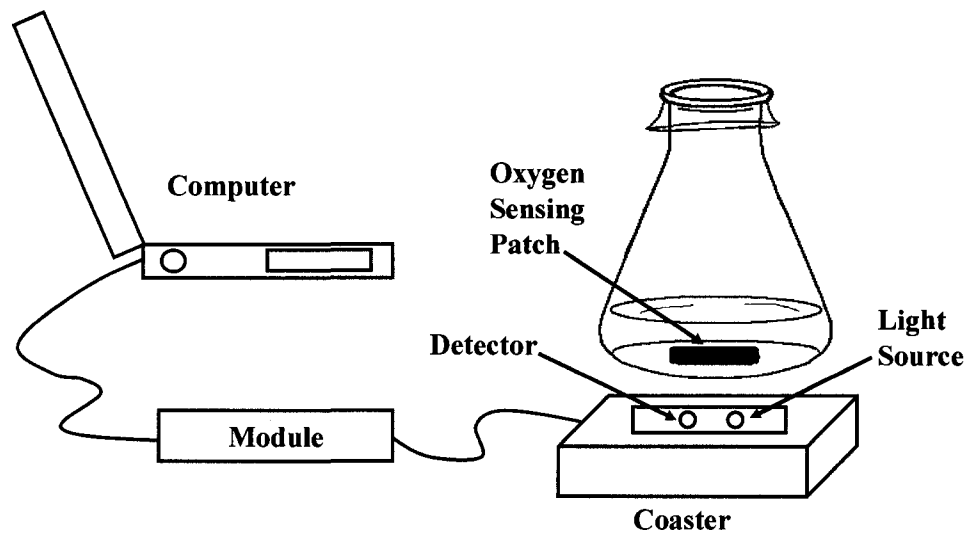 Computer
Oxygen
Sensing
Patch
Detector
Light
Source
Module
Coaster